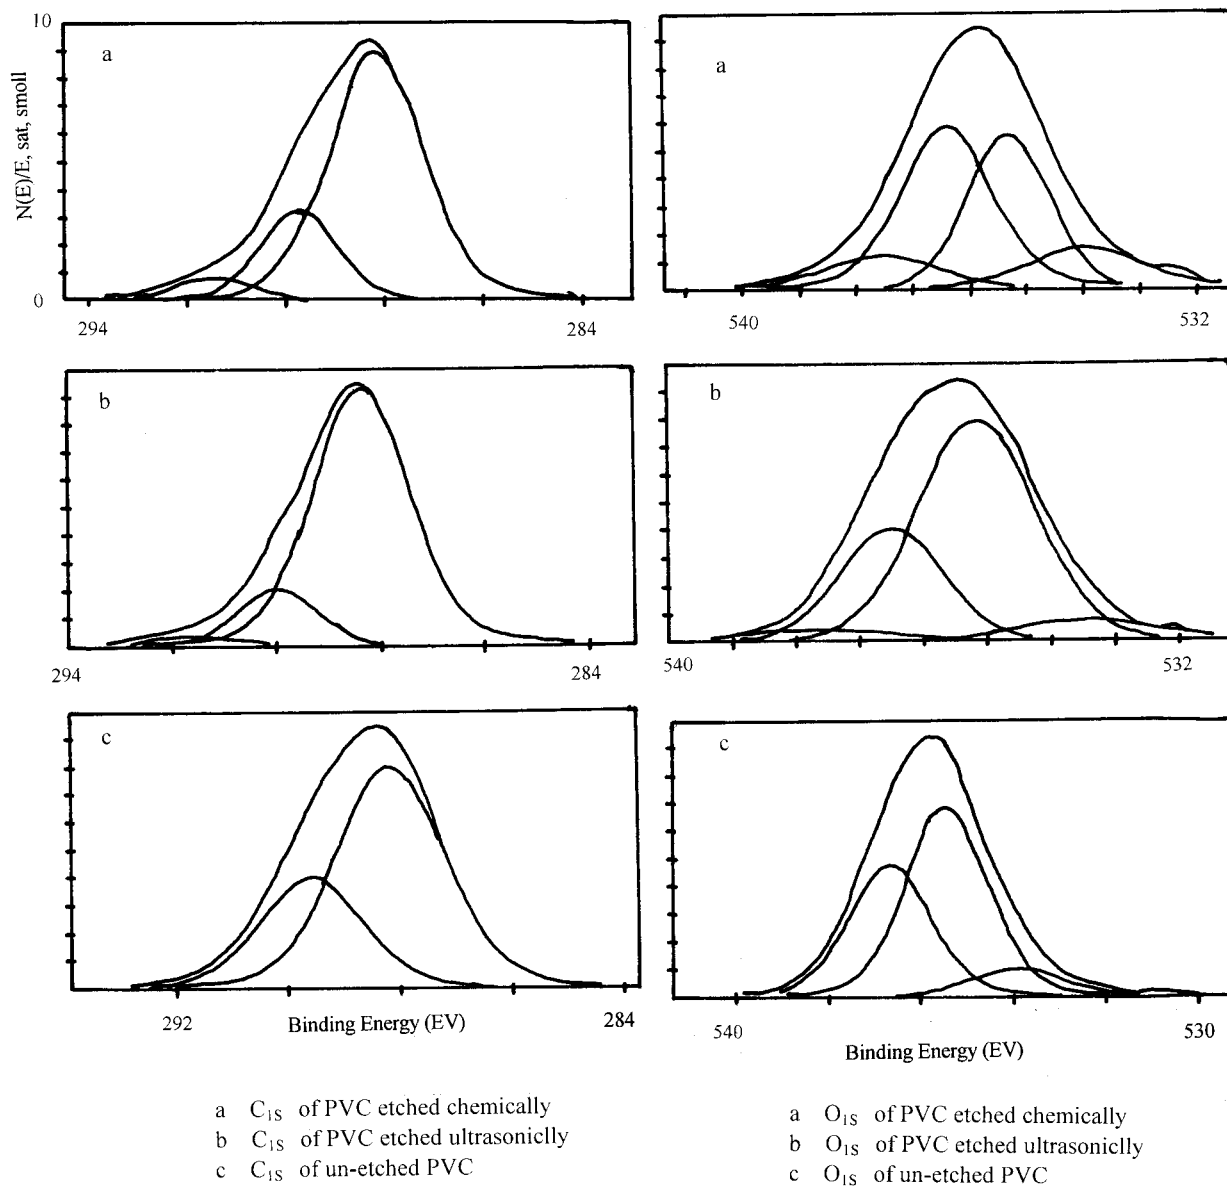 10
a
N(E)/E, sat, smoll
0
294
284
a
540
532
b
294
284
b
540
532
c
292
Binding Energy (EV)
284
c
540
530
Binding Energy (EV)
a C1S of PVC etched chemically
b C1S of PVC etched ultrasoniclly
c C1S of un-etched PVC
a O1S of PVC etched chemically
b O1S of PVC etched ultrasoniclly
c O1S of un-etched PVC